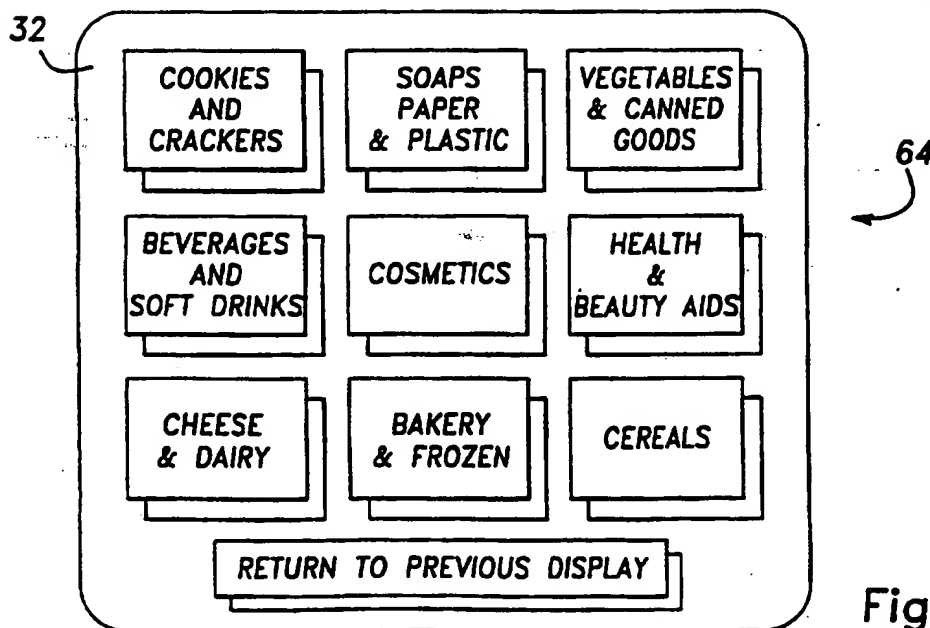 32
COOKIES
AND
CRACKERS
SOAPS
PAPER
& PLASTIC
VEGETABLES
& CANNED
GOODS
64
BEVERAGES
AND
SOFT DRINKS
COSMETICS
HEALTH
&
BEAUTY AIDS
CHEESE
& DAIRY
BAKERY
& FROZEN
CEREALS
RETURN TO PREVIOUS DISPLAY
Fig